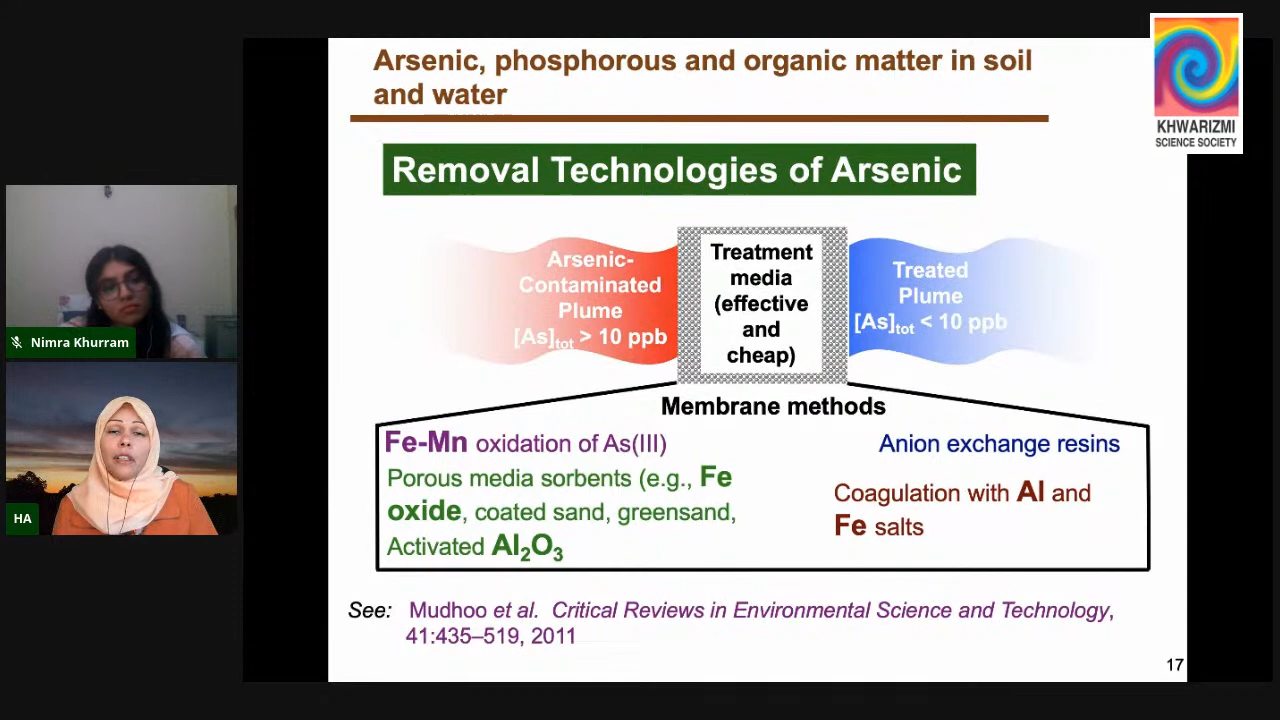 Arsenic, phosphorous and organic matter in soil
and water
KHWARIZMI
SCIENCE SOCIETY
Removal Technologies of Arsenic
Arsenic-
Contaminated
Plume
[As]tot > 10 ppb
Treatment
media
(effective
and
cheap)
Treated
Plume
[As]tot < 10 ppb
Membrane methods
Fe-Mn oxidation of As(III)
Porous media sorbents (e.g., Fe
oxide, coated sand, greensand,
Activated Al2O3
Anion exchange resins
Coagulation with Al and
Fe salts
See: Mudhoo et al. Critical Reviews in Environmental Science and Technology,
41:435–519, 2011
17
Nimra Khurram
HA